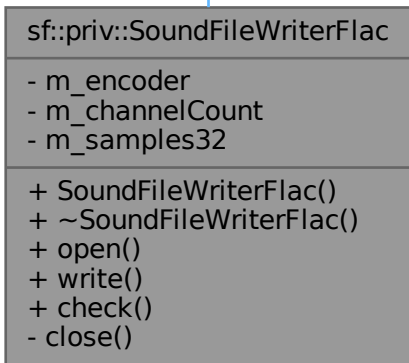 sf::priv::SoundFileWriterFlac
- m_encoder
- m_channelCount
- m_samples32
+ SoundFileWriterFlac()
+ ~SoundFileWriterFlac()
+ open()
+ write()
+ check()
- close()